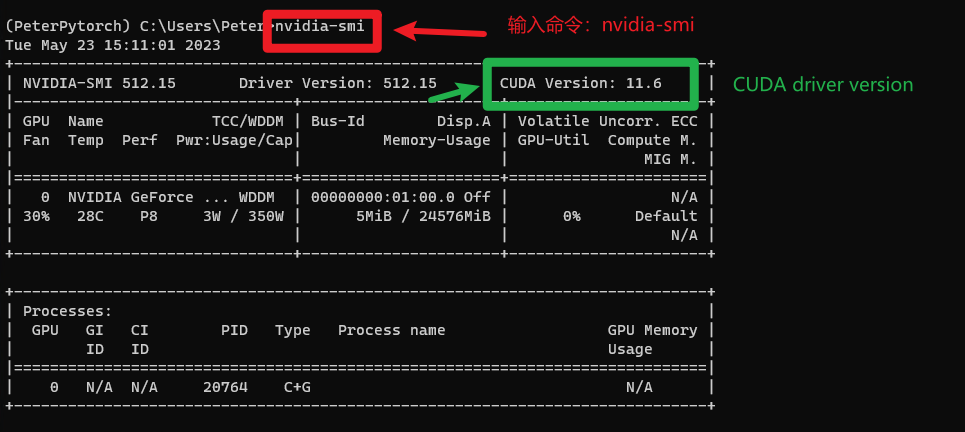 (PeterPytorch) C:\Users\Peter>nvidia-smi
输入命令：nvidia-smi
Tue May 23 15:11:01 2023
+-----------------------------------------------------------------------------+
| NVIDIA-SMI 512.15       Driver Version: 512.15       CUDA Version: 11.6     |
CUDA driver version
|-------------------------------+----------------------+----------------------+
| GPU  Name            TCC/WDDM | Bus-Id        Disp.A | Volatile Uncorr. ECC |
| Fan  Temp  Perf  Pwr:Usage/Cap|         Memory-Usage | GPU-Util  Compute M. |
|                               |                      |               MIG M. |
|===============================+======================+======================|
|   0  NVIDIA GeForce ... WDDM  | 00000000:01:00.0 Off |                  N/A |
| 30%   28C    P8     3W / 350W |      5MiB / 24576MiB |      0%      Default |
|                               |                      |                  N/A |
+-------------------------------+----------------------+----------------------+
+-----------------------------------------------------------------------------+
| Processes:                                                                  |
|  GPU   GI   CI        PID   Type   Process name                  GPU Memory |
|        ID   ID                                                   Usage      |
|=============================================================================|
|    0   N/A  N/A     20764    C+G                                   N/A      |
+-----------------------------------------------------------------------------+